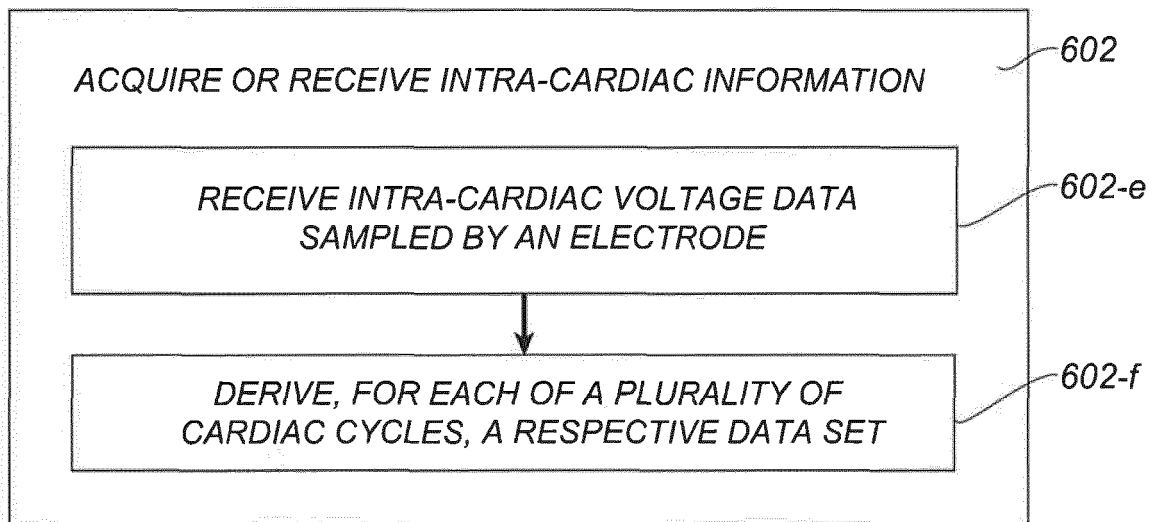 602
ACQUIRE OR RECEIVE INTRA-CARDIAC INFORMATION
602-e
RECEIVE INTRA-CARDIAC VOLTAGE DATA
SAMPLED BY AN ELECTRODE
602-f
DERIVE, FOR EACH OF A PLURALITY OF
CARDIAC CYCLES, A RESPECTIVE DATA SET